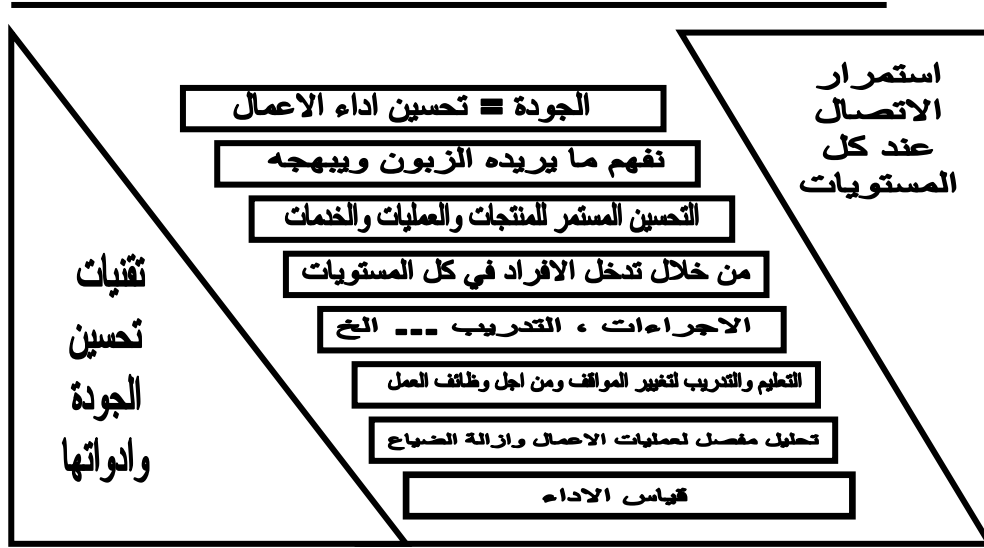 استمرار
الاتصال
عند كل
المستويات
الجودة = تحسين اداء الاعمال
نفهم ما يريده الزبون ويبهجه
التحسين المستمر للمنتجات والعمليات والخدمات
من خلال تدخل الافراد في كل المستويات
الاجراءات ، التدريب ... الخ
التعليم والتدريب لتغيير المواقف ومن اجل وظائف العمل
تحليل مفصل لعمليات الاعمال وازالة الضياع
قياس الاداء
تقنيات
تحسين
الجودة
وادواتها